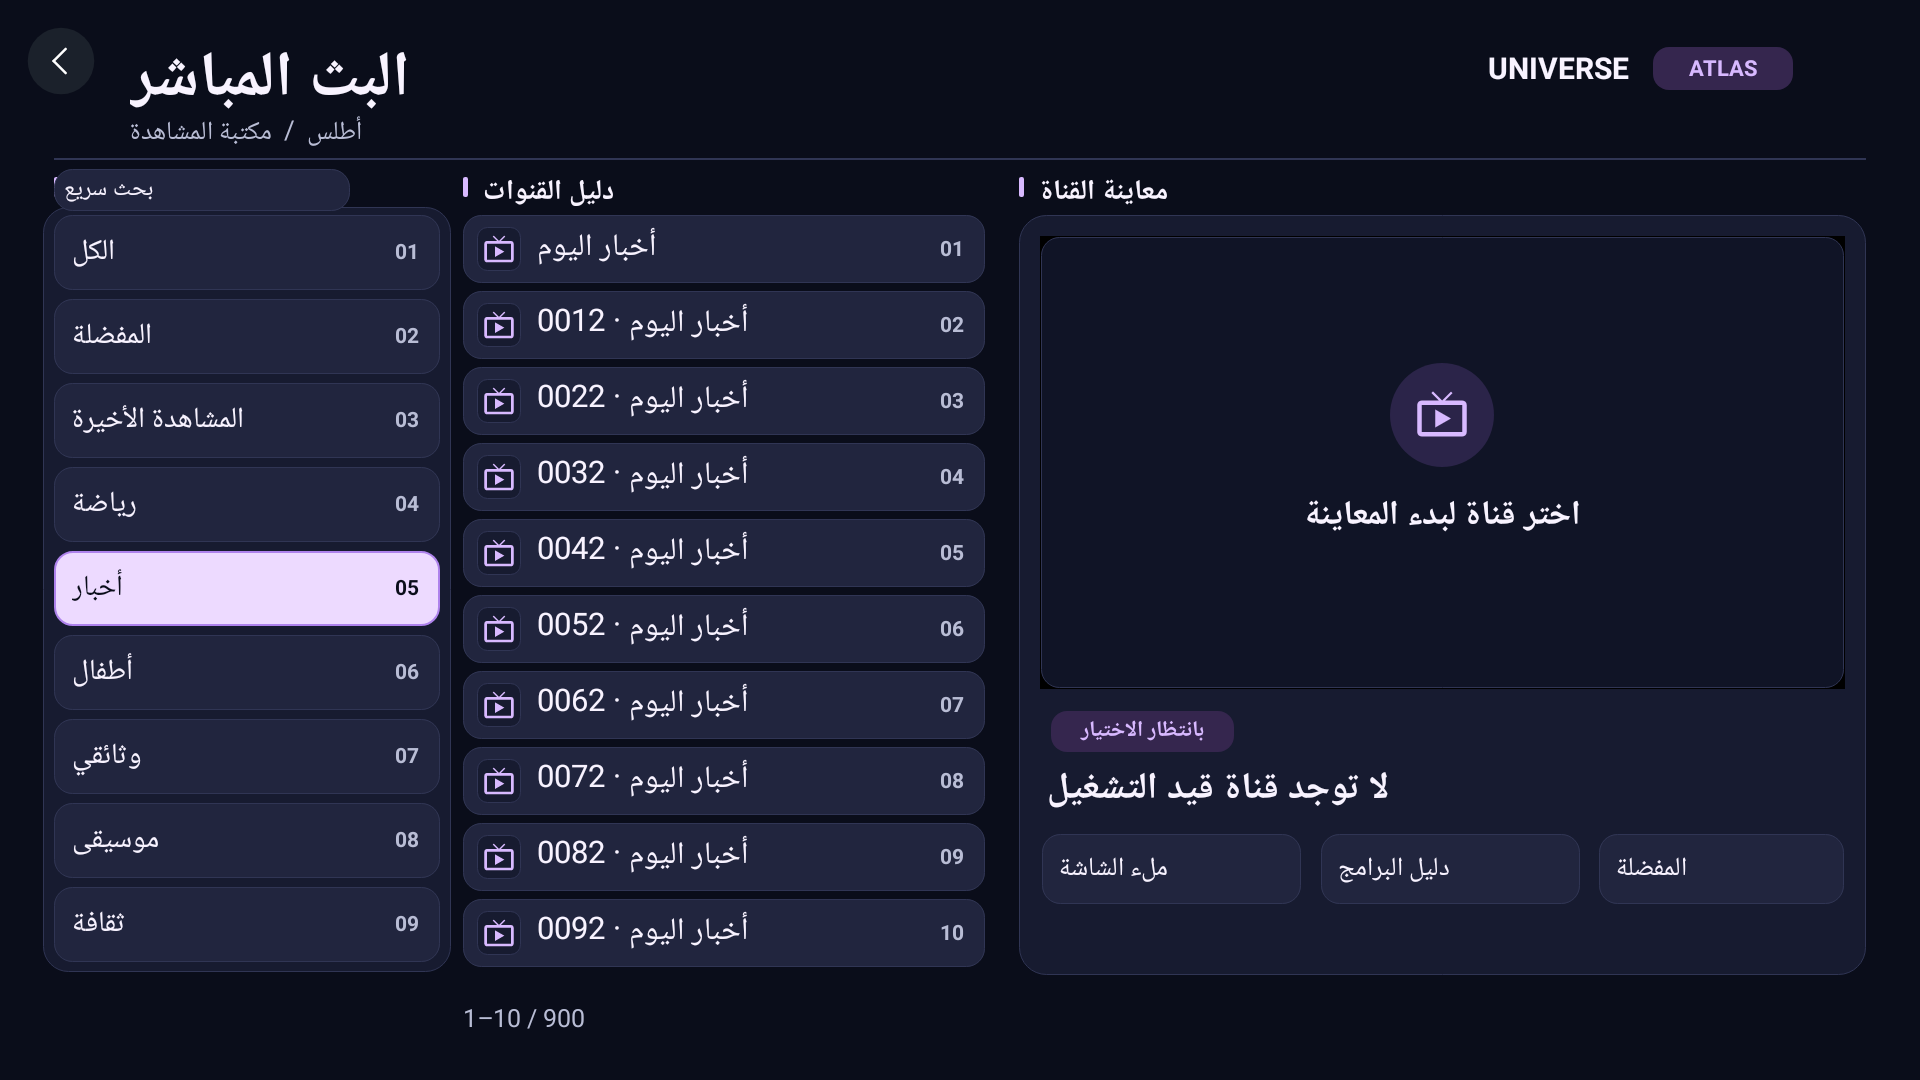 البث المباشر
أطلس / مكتبة المشاهدة
UNIVERSE
ATLAS
بحث سريع
الكل 01
المفضلة 02
المشاهدة الأخيرة 03
رياضة 04
أخبار 05
أطفال 06
وثائقي 07
موسيقى 08
ثقافة 09
دليل القنوات
أخبار اليوم 01
أخبار اليوم · 0012 02
أخبار اليوم · 0022 03
أخبار اليوم · 0032 04
أخبار اليوم · 0042 05
أخبار اليوم · 0052 06
أخبار اليوم · 0062 07
أخبار اليوم · 0072 08
أخبار اليوم · 0082 09
أخبار اليوم · 0092 10
1–10 / 900
معاينة القناة
اختر قناة لبدء المعاينة
بانتظار الاختيار
لا توجد قناة قيد التشغيل
ملء الشاشة
دليل البرامج
المفضلة